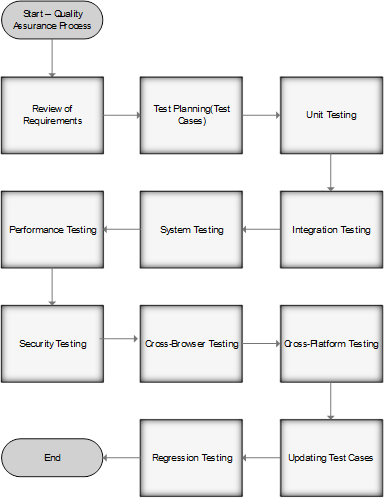 Start – Quality
Assurance Process
Review of
Requirements
Test Planning(Test
Cases)
Unit Testing
Integration Testing
System Testing
Performance Testing
Security Testing
Cross-Browser Testing
Cross-Platform Testing
Updating Test Cases
Regression Testing
End